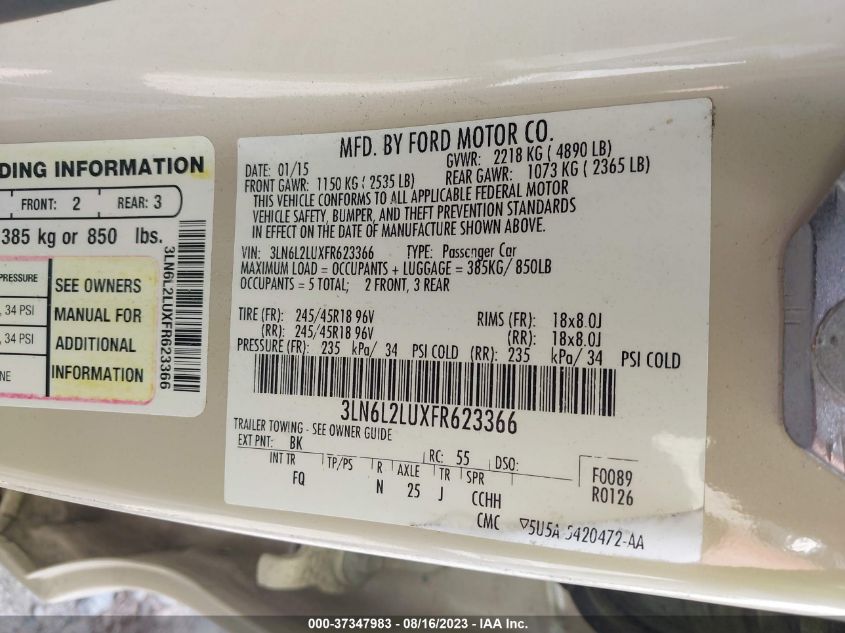 DING INFORMATION
FRONT: 2 REAR: 3
385 kg or 850 lbs.
PRESSURE
, 34 PSI
, 34 PSI
NE
SEE OWNERS
MANUAL FOR
ADDITIONAL
INFORMATION
3LN6L2LUXFR623366
MFD. BY FORD MOTOR CO.
DATE: 01/15 GVWR: 2218 KG ( 4890 LB)
FRONT GAWR: 1150 KG ( 2535 LB) REAR GAWR: 1073 KG ( 2365 LB)
THIS VEHICLE CONFORMS TO ALL APPLICABLE FEDERAL MOTOR
VEHICLE SAFETY, BUMPER, AND THEFT PREVENTION STANDARDS
IN EFFECT ON THE DATE OF MANUFACTURE SHOWN ABOVE.
VIN: 3LN6L2LUXFR623366 TYPE: Passenger Car
MAXIMUM LOAD = OCCUPANTS + LUGGAGE = 385KG/ 850LB
OCCUPANTS = 5 TOTAL; 2 FRONT, 3 REAR
TIRE (FR): 245/45R18 96V RIMS (FR): 18x8.0J
(RR): 245/45R18 96V (RR): 18x8.0J
PRESSURE (FR): 235 kPa/ 34 PSI COLD (RR): 235 kPa/ 34 PSI COLD
3LN6L2LUXFR623366
TRAILER TOWING - SEE OWNER GUIDE
EXT PNT: BK RC: 55 DSO:
INT TR TP/PS R AXLE TR SPR
FQ N 25 J CCHH
F0089
R0126
CMC ▽5U5A 5420472-AA
000-37347983 - 08/16/2023 - IAA Inc.